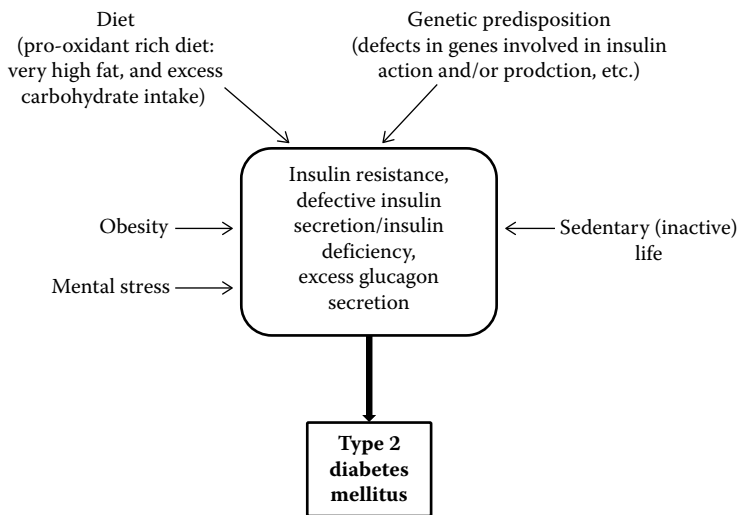 Diet
(pro-oxidant rich diet:
very high fat, and excess
carbohydrate intake)
Genetic predisposition
(defects in genes involved in insulin
action and/or prodction, etc.)
Insulin resistance,
defective insulin
secretion/insulin
deficiency,
excess glucagon
secretion
Obesity
Mental stress
Sedentary (inactive)
life
Type 2
diabetes
mellitus